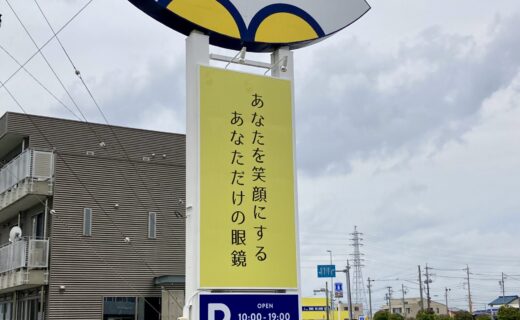 あなたを笑顔にする
あなただけの眼鏡
P
OPEN
10:00-19:00